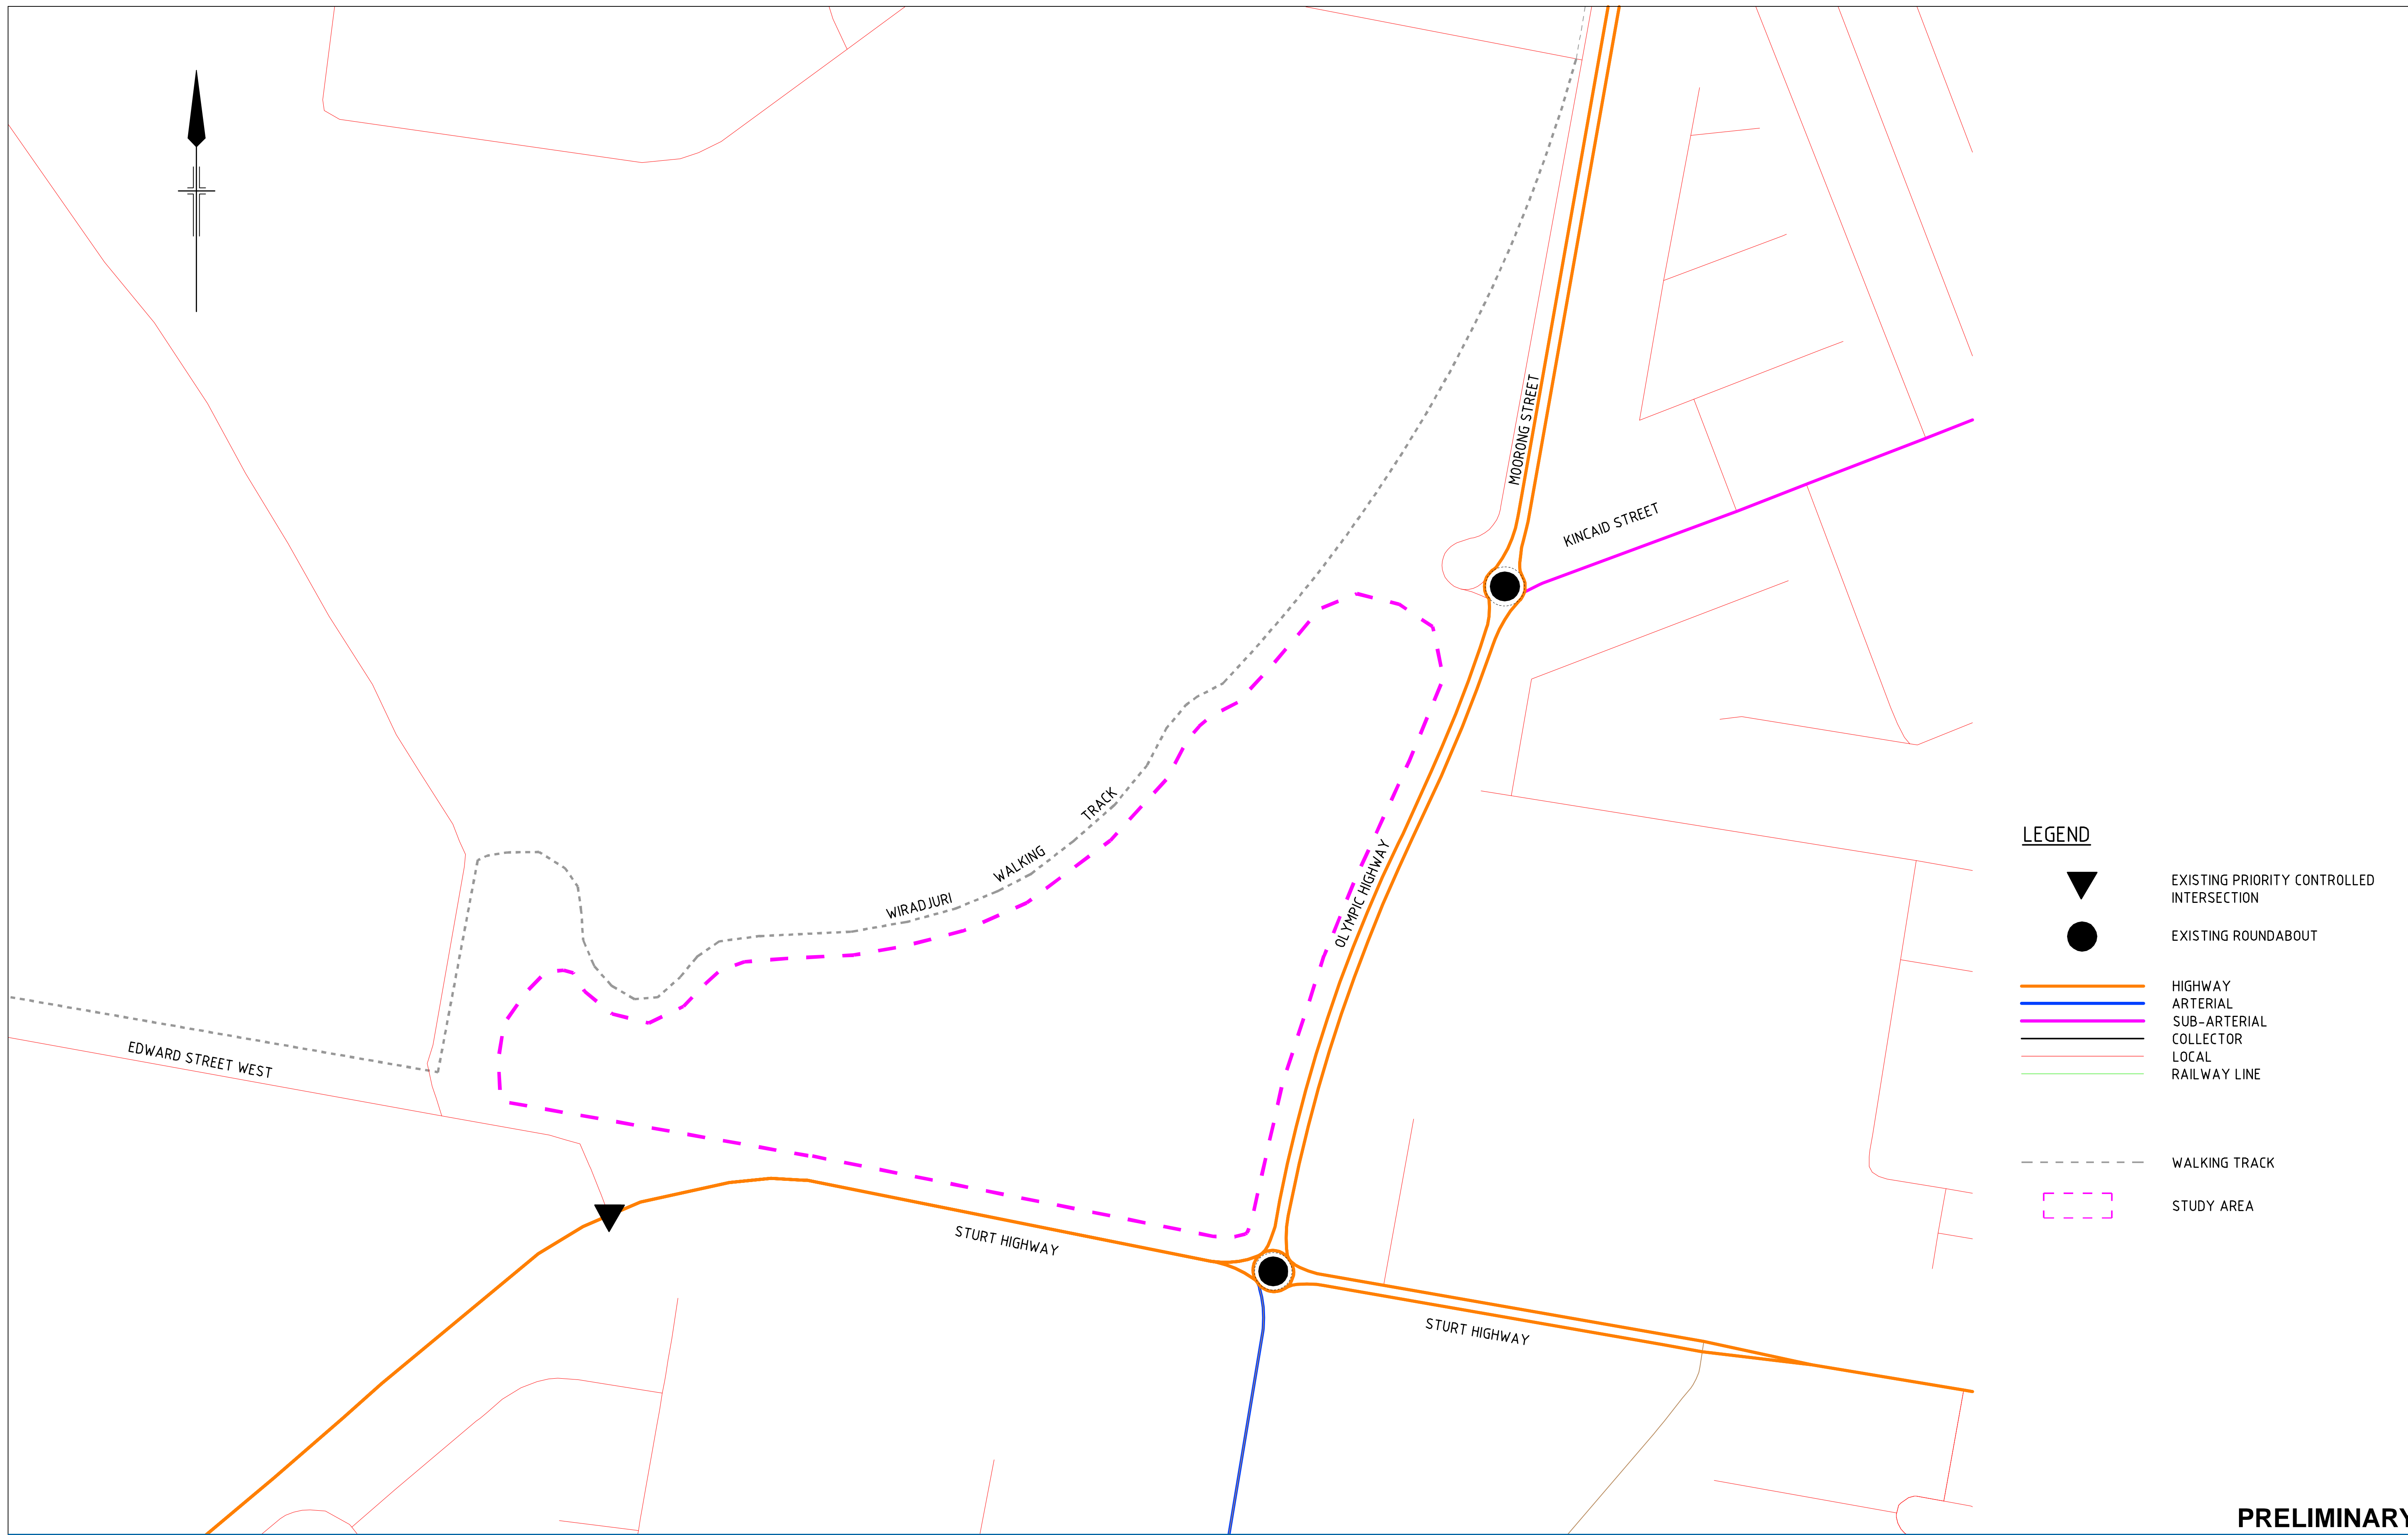 MOORONG STREET
KINCAID STREET
WIRADJURI WALKING TRACK
OLYMPIC HIGHWAY
EDWARD STREET WEST
STURT HIGHWAY
STURT HIGHWAY
LEGEND
EXISTING PRIORITY CONTROLLED
INTERSECTION
EXISTING ROUNDABOUT
HIGHWAY
ARTERIAL
SUB-ARTERIAL
COLLECTOR
LOCAL
RAILWAY LINE
WALKING TRACK
STUDY AREA
PRELIMINARY